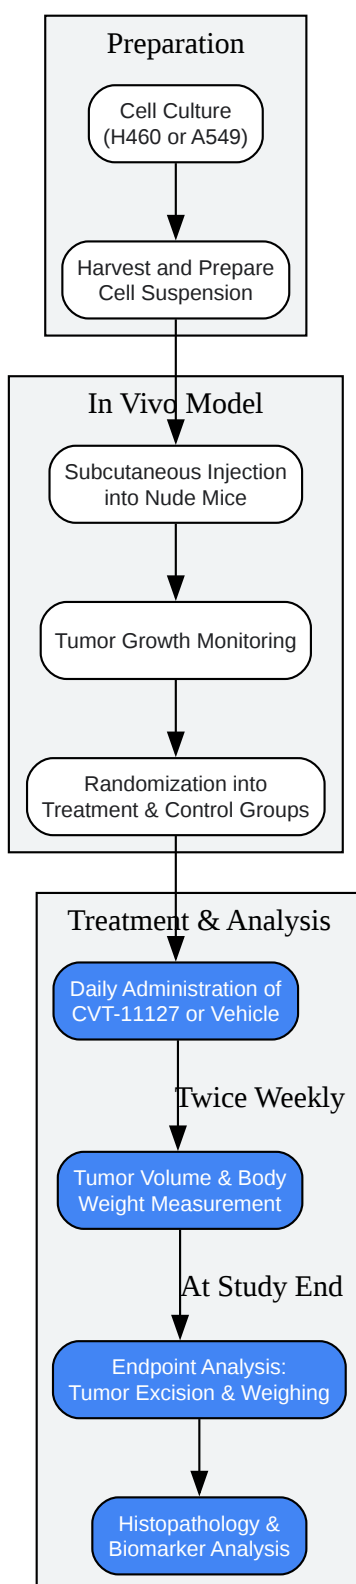 Preparation
Cell Culture
(H460 or A549)
Harvest and Prepare
Cell Suspension
In Vivo Model
Subcutaneous Injection
into Nude Mice
Tumor Growth Monitoring
Randomization into
Treatment & Control Groups
Treatment & Analysis
Daily Administration of
CVT-11127 or Vehicle
Twice Weekly
Tumor Volume & Body
Weight Measurement
At Study End
Endpoint Analysis:
Tumor Excision & Weighing
Histopathology &
Biomarker Analysis